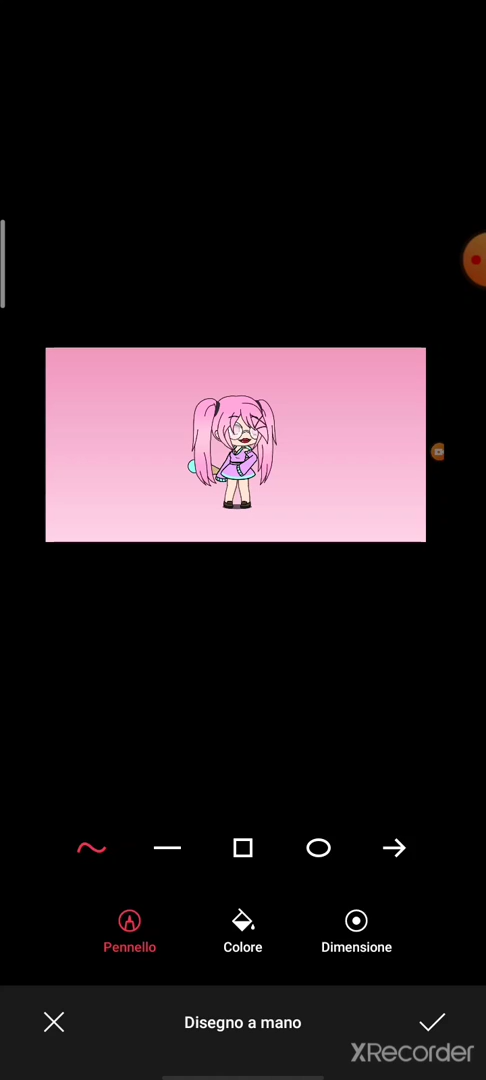 Pennello
Colore
Dimensione
Disegno a mano
XRecorder